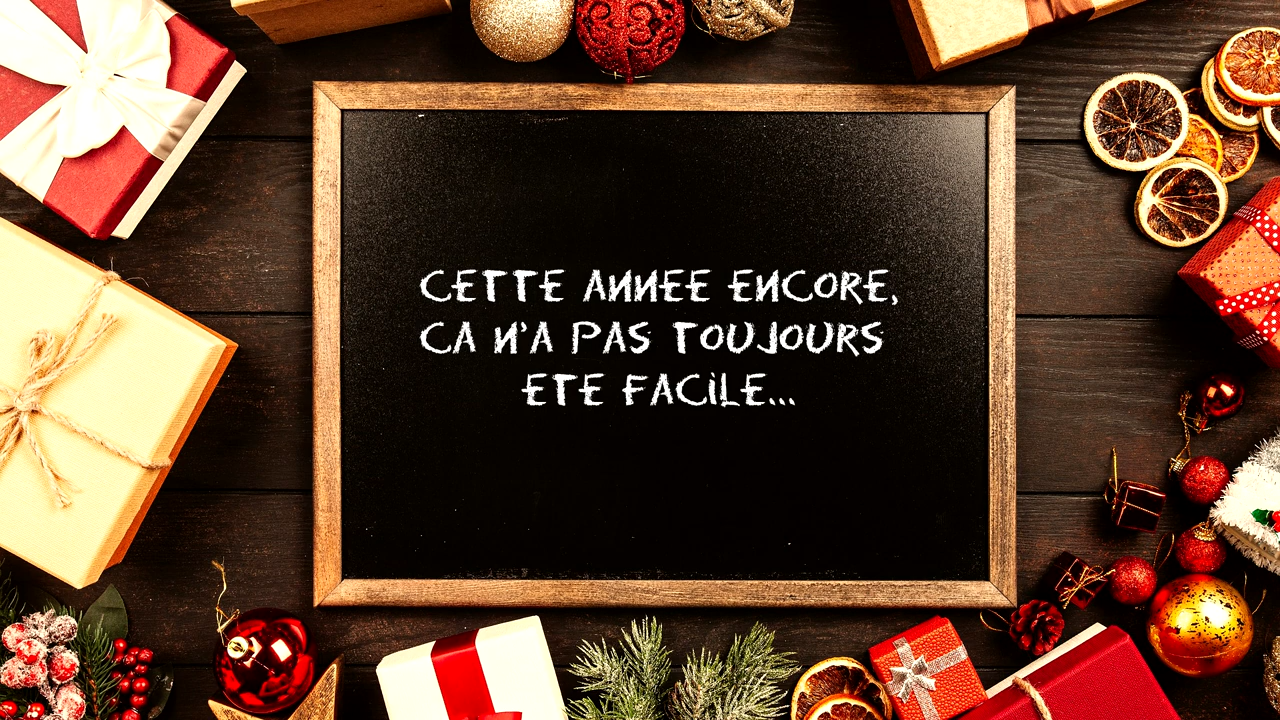 CETTE ANNEE ENCORE,
CA N'A PAS TOUJOURS
ETE FACILE...